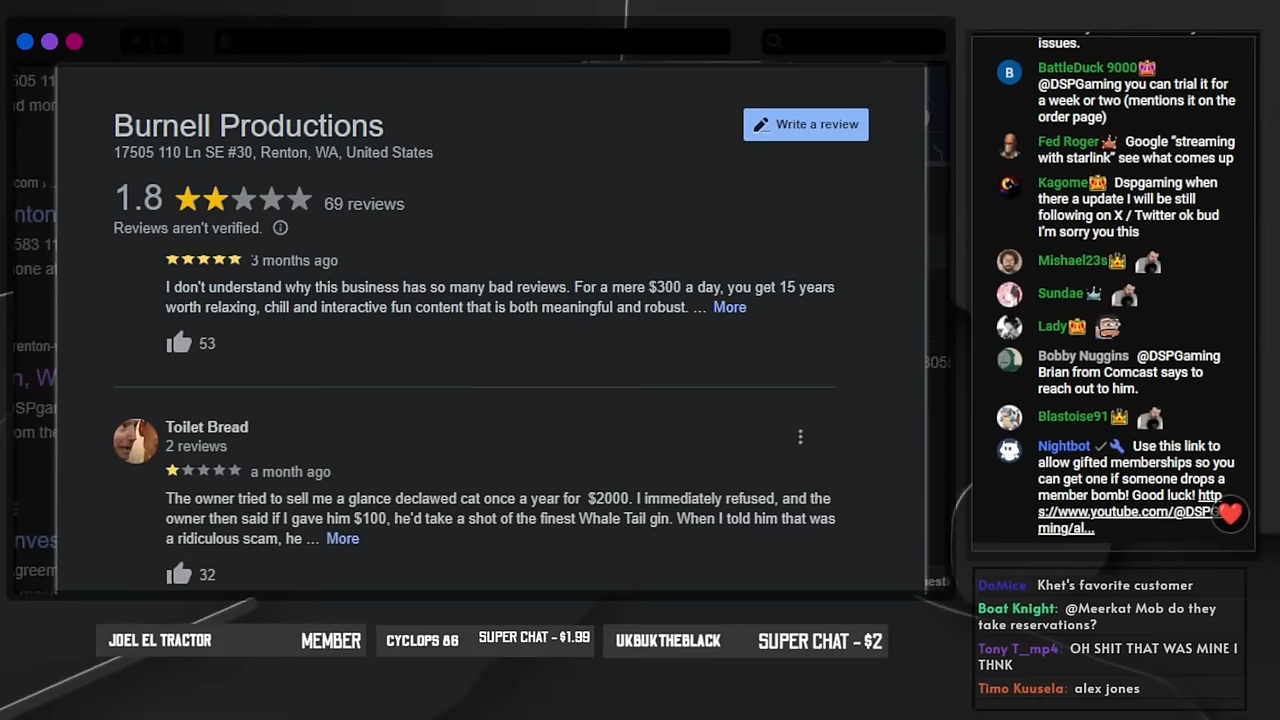 Burnell Productions
17505 110 Ln SE #30, Renton, WA, United States
Write a review
1.8
69 reviews
Reviews aren't verified.
3 months ago
I don't understand why this business has so many bad reviews. For a mere $300 a day, you get 15 years
worth relaxing, chill and interactive fun content that is both meaningful and robust. ... More
53
Toilet Bread
2 reviews
a month ago
The owner tried to sell me a glance declawed cat once a year for $2000. I immediately refused, and the
owner then said if I gave him $100, he'd take a shot of the finest Whale Tail gin. When I told him that was
a ridiculous scam, he ... More
32
JOEL EL TRACTOR MEMBER
CYCLOPS 86 SUPER CHAT - $1.99
UKBUKTHEBLACK SUPER CHAT - $2
issues.
B
BattleDuck 9000
@DSPGaming you can trial it for
a week or two (mentions it on the
order page)
Fed Roger Google “streaming
with starlink” see what comes up
Kagome Dspgaming when
there a update I will be still
following on X / Twitter ok bud
I'm sorry you this
Mishael23s
Sundae
Lady
Bobby Nuggins @DSPGaming
Brian from Comcast says to
reach out to him.
Blastoise91
Nightbot Use this link to
allow gifted memberships so you
can get one if someone drops a
member bomb! Good luck! http
s://www.youtube.com/@DSPG
ming/al...
DaMice: Khet's favorite customer
Boat Knight: @Meerkat Mob do they
take reservations?
Tony T_mp4: OH SHIT THAT WAS MINE I
THNK
Timo Kuusela: alex jones